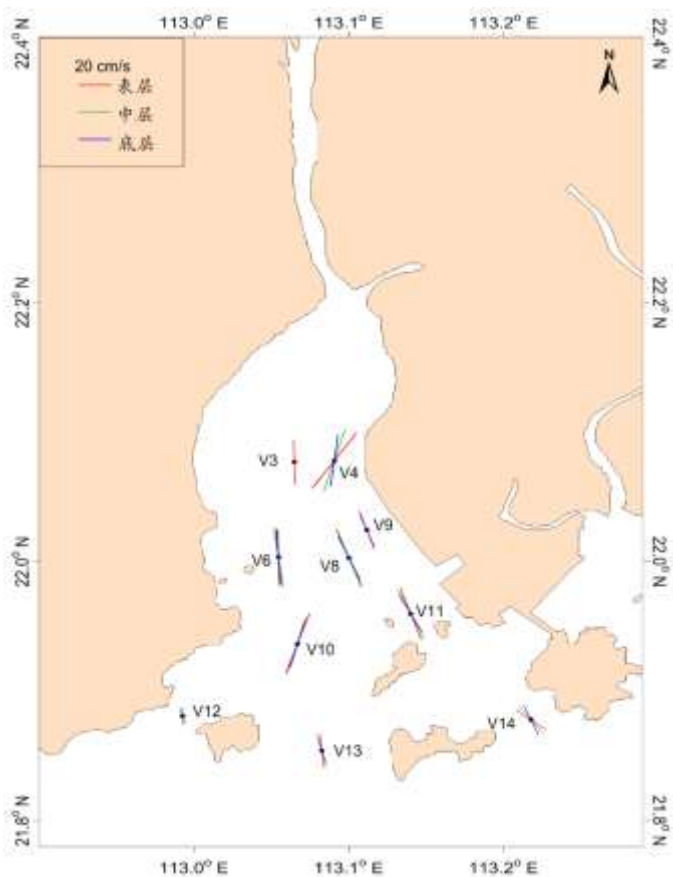 113.0° E
113.1° E
113.2° E
22.4° N
22.4° N
N
20 cm/s
表层
中层
底层
22.2° N
22.2° N
V3
V4
V9
22.0° N
22.0° N
V6
V8
V11
V10
V12
V14
V13
21.8° N
21.8° N
113.0° E
113.1° E
113.2° E